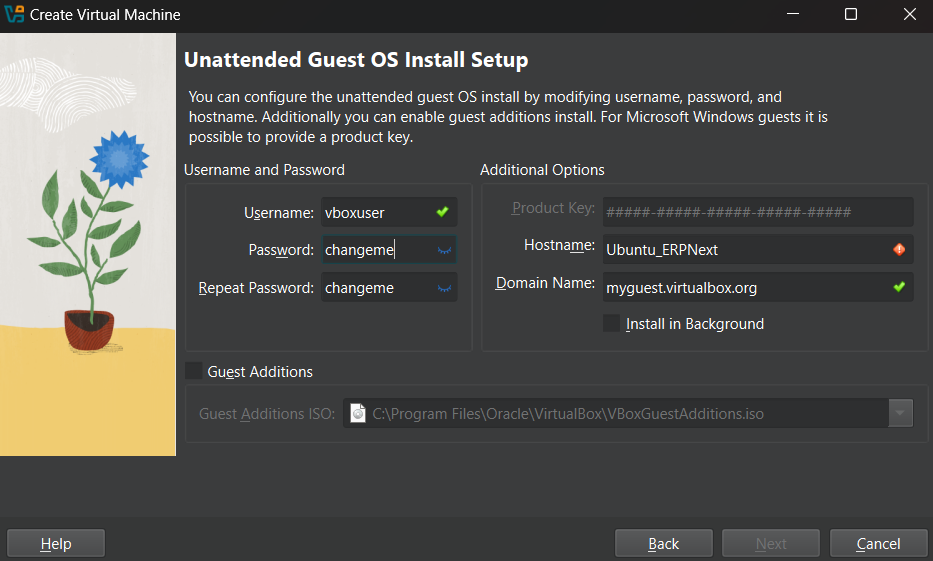 Create Virtual Machine
Unattended Guest OS Install Setup
You can configure the unattended guest OS install by modifying username, password, and
hostname. Additionally you can enable guest additions install. For Microsoft Windows guests it is
possible to provide a product key.
Username and Password
Username: vboxuser
Password: changeme
Repeat Password: changeme
Additional Options
Product Key: #####-#####-#####-#####-#####
Hostname: Ubuntu_ERPNext
Domain Name: myguest.virtualbox.org
Install in Background
Guest Additions
Guest Additions ISO: C:\Program Files\Oracle\VirtualBox\VBoxGuestAdditions.iso
Help
Back
Next
Cancel